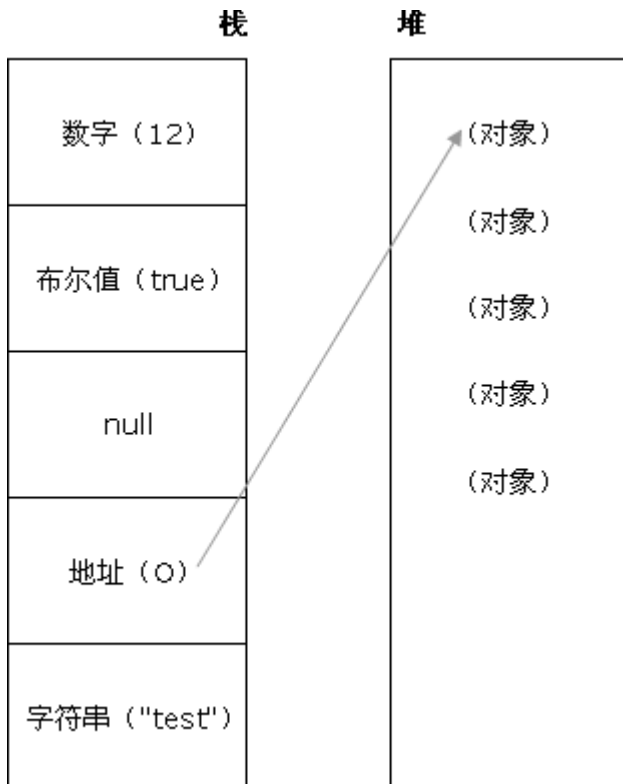 栈
堆
数字（12）
布尔值（true）
null
地址（O）
字符串（"test"）
（对象）
（对象）
（对象）
（对象）
（对象）